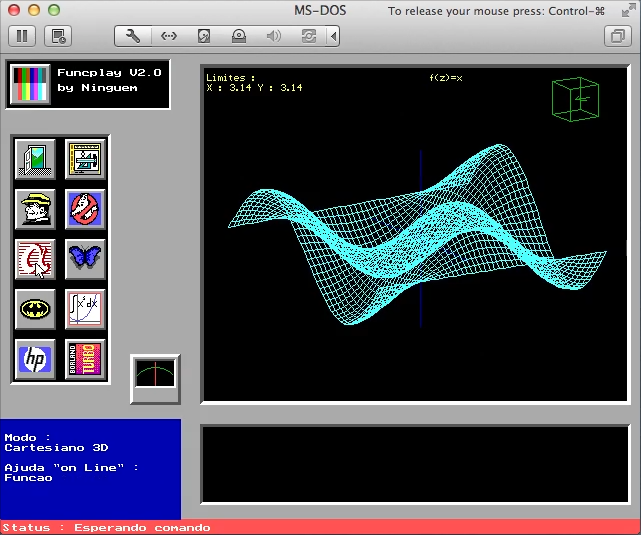 MS-DOS
To release your mouse press: Control-⌘
Funcplay V2.0
by Ninguem
Limites :
X : 3.14 Y : 3.14
f(z)=x
∫x²dx
hp
BORLAND
TURBO
Modo :
Cartesiano 3D
Ajuda "on Line" :
Funcao
Status : Esperando comando